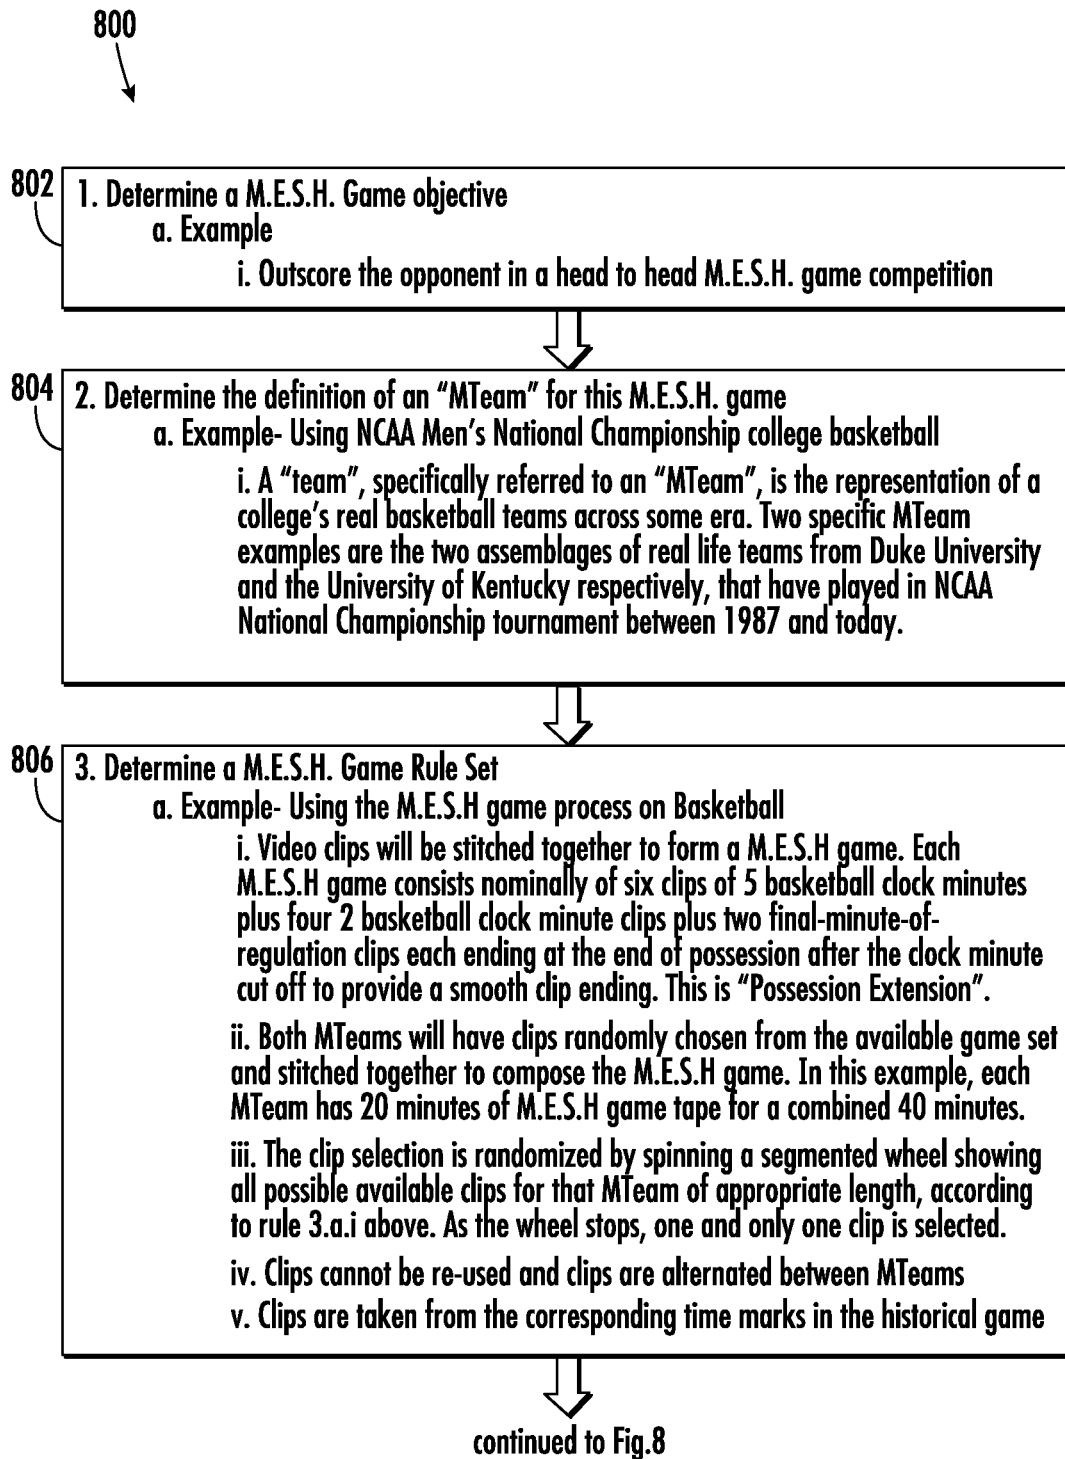 800
802
1. Determine a M.E.S.H. Game objective
a. Example
i. Outscore the opponent in a head to head M.E.S.H. game competition
804
2. Determine the definition of an “MTeam” for this M.E.S.H. game
a. Example- Using NCAA Men’s National Championship college basketball
i. A “team”, specifically referred to an “MTeam”, is the representation of a
college’s real basketball teams across some era. Two specific MTeam
examples are the two assemblages of real life teams from Duke University
and the University of Kentucky respectively, that have played in NCAA
National Championship tournament between 1987 and today.
806
3. Determine a M.E.S.H. Game Rule Set
a. Example- Using the M.E.S.H game process on Basketball
i. Video clips will be stitched together to form a M.E.S.H game. Each
M.E.S.H game consists nominally of six clips of 5 basketball clock minutes
plus four 2 basketball clock minute clips plus two final-minute-of-
regulation clips each ending at the end of possession after the clock minute
cut off to provide a smooth clip ending. This is “Possession Extension”.
ii. Both MTeams will have clips randomly chosen from the available game set
and stitched together to compose the M.E.S.H game. In this example, each
MTeam has 20 minutes of M.E.S.H game tape for a combined 40 minutes.
iii. The clip selection is randomized by spinning a segmented wheel showing
all possible available clips for that MTeam of appropriate length, according
to rule 3.a.i above. As the wheel stops, one and only one clip is selected.
iv. Clips cannot be re-used and clips are alternated between MTeams
v. Clips are taken from the corresponding time marks in the historical game
continued to Fig.8